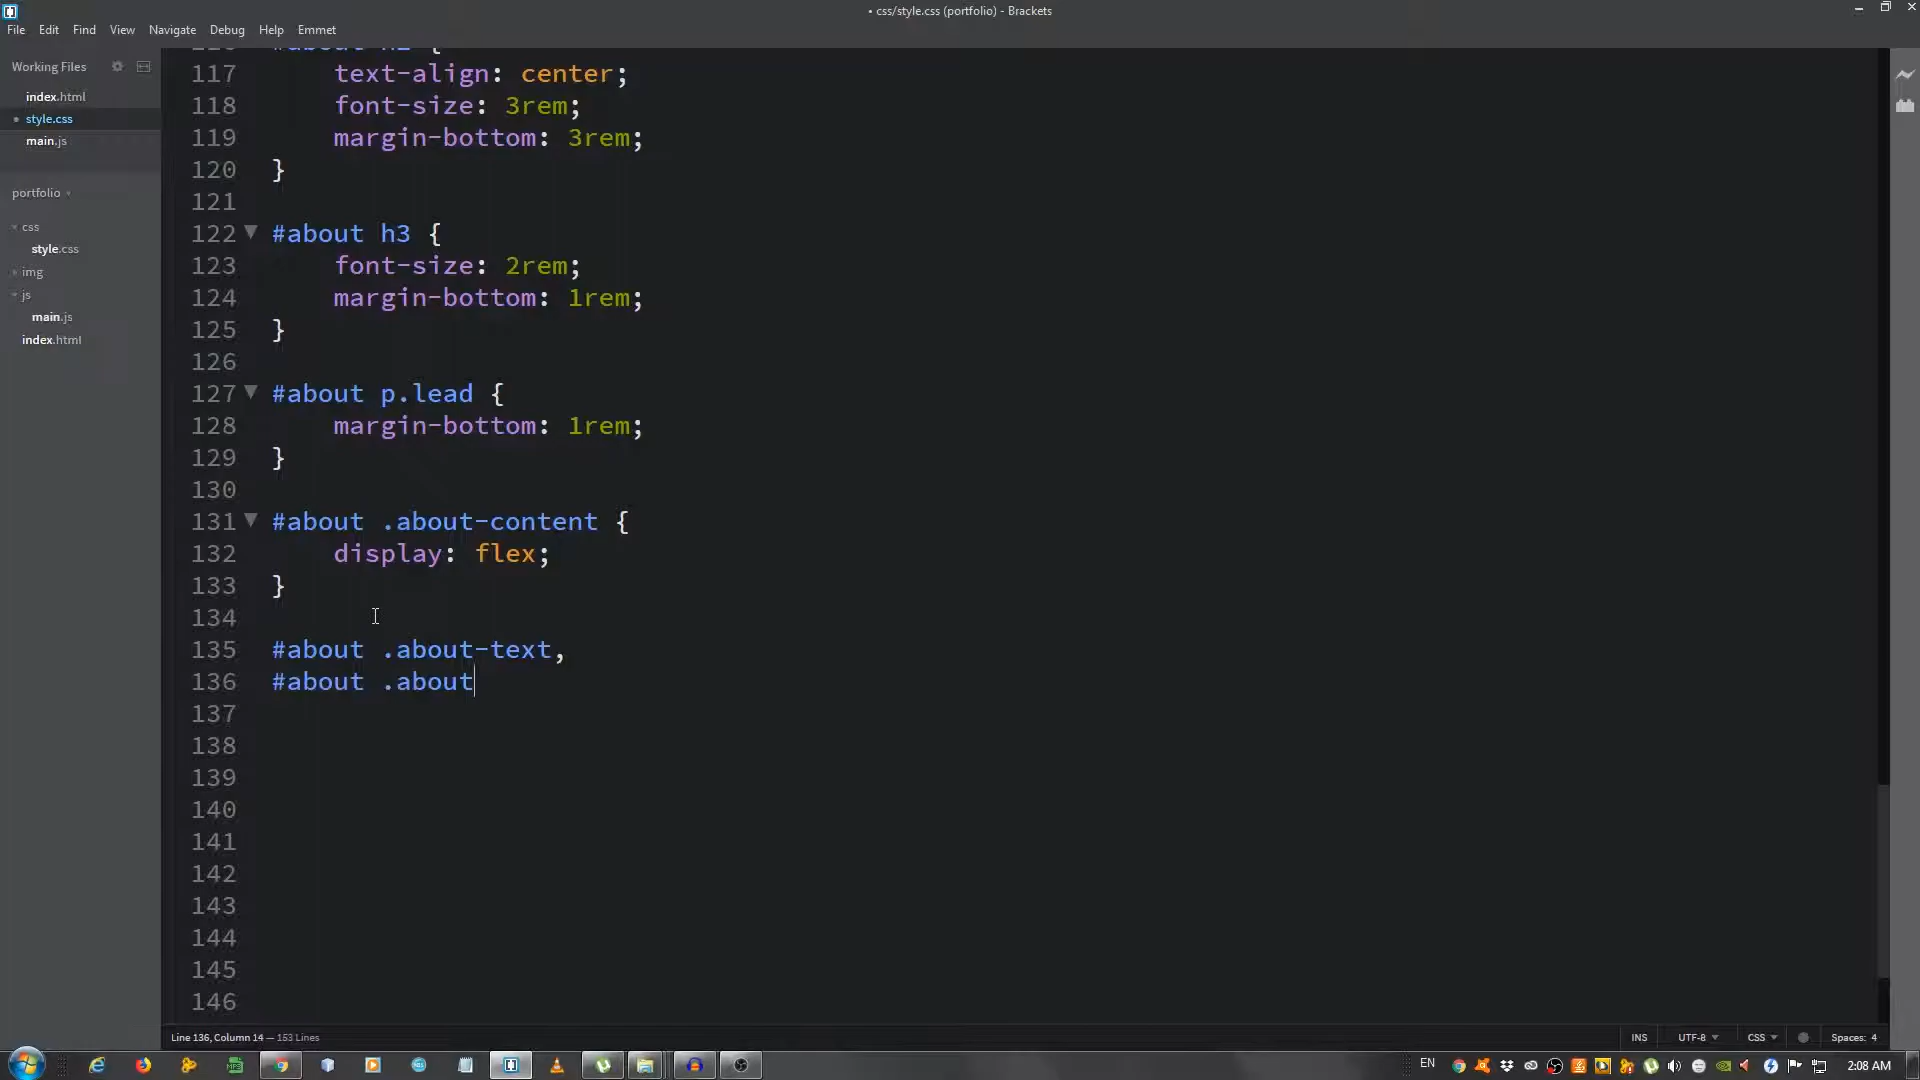 • css/style.css (portfolio) - Brackets
File Edit Find View Navigate Debug Help Emmet
Working Files
index.html
style.css
main.js
portfolio
css
style.css
img
js
main.js
index.html
117 text-align: center;
118 font-size: 3rem;
119 margin-bottom: 3rem;
120 }
121
122 #about h3 {
123 font-size: 2rem;
124 margin-bottom: 1rem;
125 }
126
127 #about p.lead {
128 margin-bottom: 1rem;
129 }
130
131 #about .about-content {
132 display: flex;
133 }
134
135 #about .about-text,
136 #about .about
137
138
139
140
141
142
143
144
145
146
Line 136, Column 14 — 153 Lines
INS UTF-8 CSS Spaces: 4
EN 2:08 AM